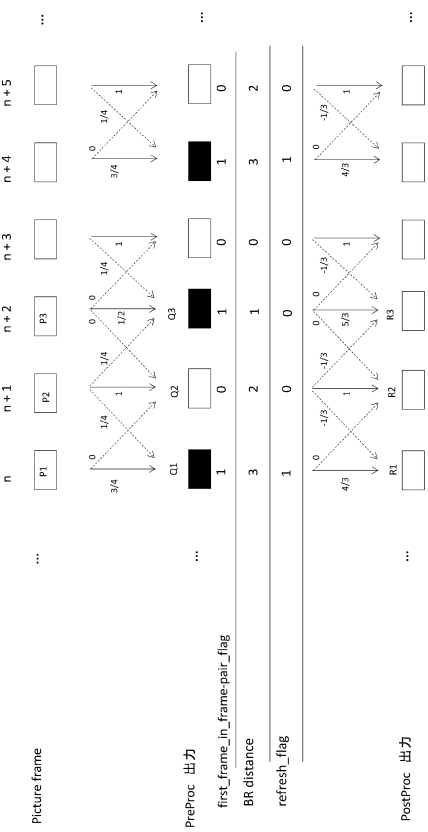 n n + 1 n + 2 n + 3 n + 4 n + 5
Picture frame ... P1 P2 P3 ...
0 0 0 0
1/4 1/4 1/4 1/4
3/4 1 1/2 1 3/4 1
Q1 Q2 Q3
PreProc 出力 ... ...
first_frame_in_frame-pair_flag 1 0 1 0 1 0
BR distance 3 2 1 0 3 2
refresh_flag 1 0 0 0 1 0
0 0 0 0
-1/3 -1/3 -1/3 -1/3
4/3 1 5/3 1 4/3 1
R1 R2 R3
PostProc 出力 ... ...